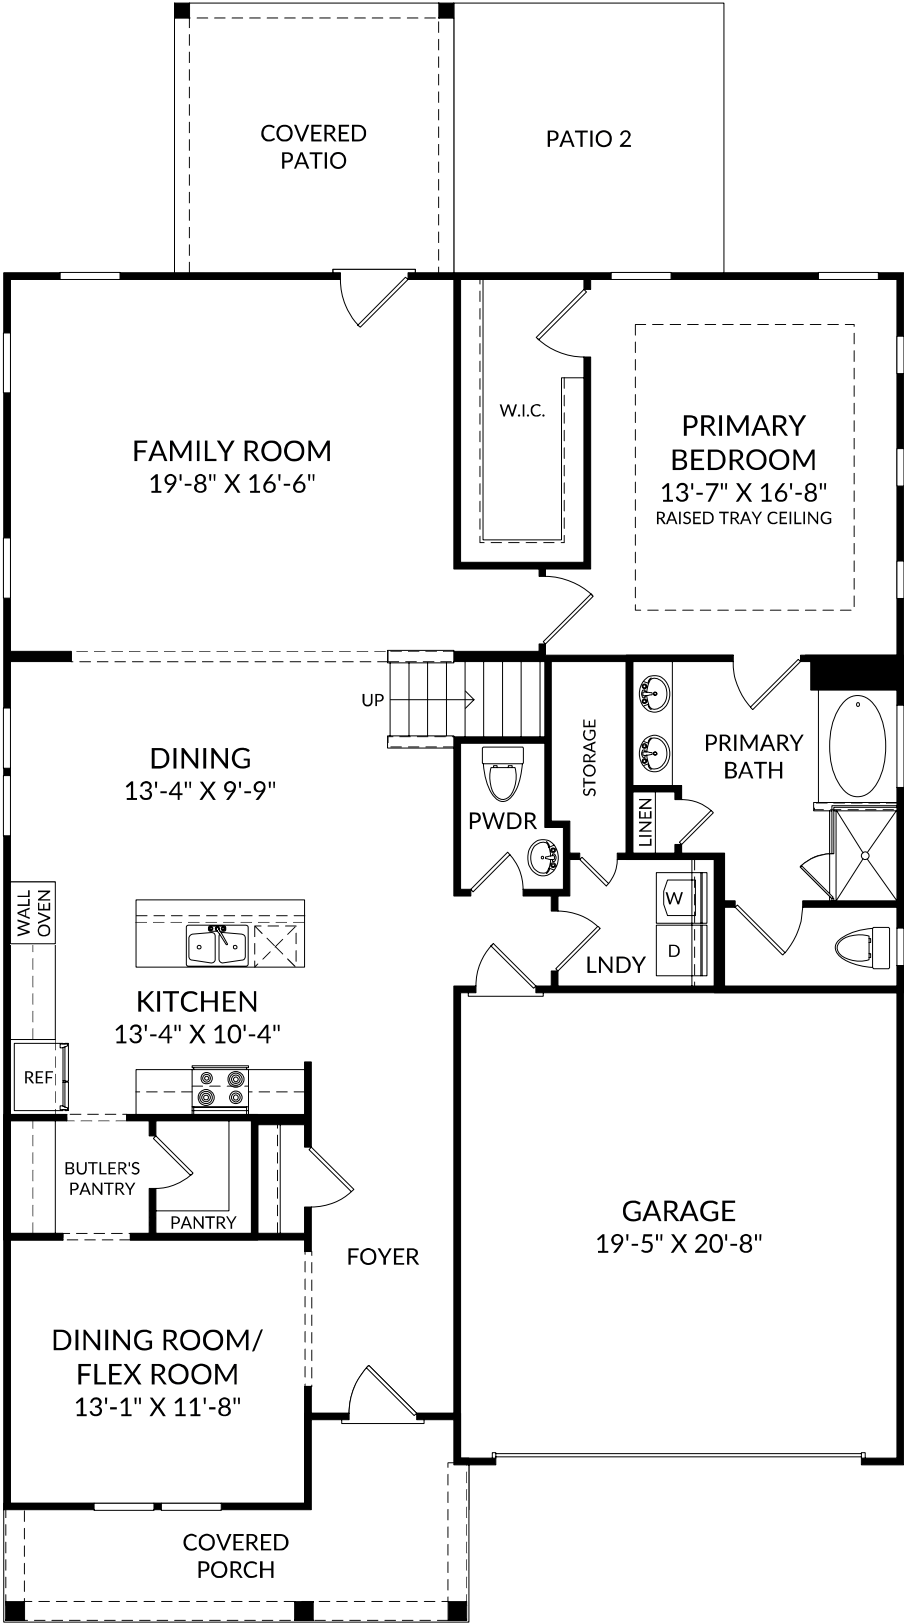 COVERED
PATIO
PATIO 2
FAMILY ROOM
19'-8" X 16'-6"
W.I.C.
PRIMARY
BEDROOM
13'-7" X 16'-8"
RAISED TRAY CEILING
UP
DINING
13'-4" X 9'-9"
STORAGE
PRIMARY
BATH
PWDR
LINEN
WALL
OVEN
W
D
LNDY
KITCHEN
13'-4" X 10'-4"
REF
BUTLER'S
PANTRY
PANTRY
FOYER
GARAGE
19'-5" X 20'-8"
DINING ROOM/
FLEX ROOM
13'-1" X 11'-8"
COVERED
PORCH